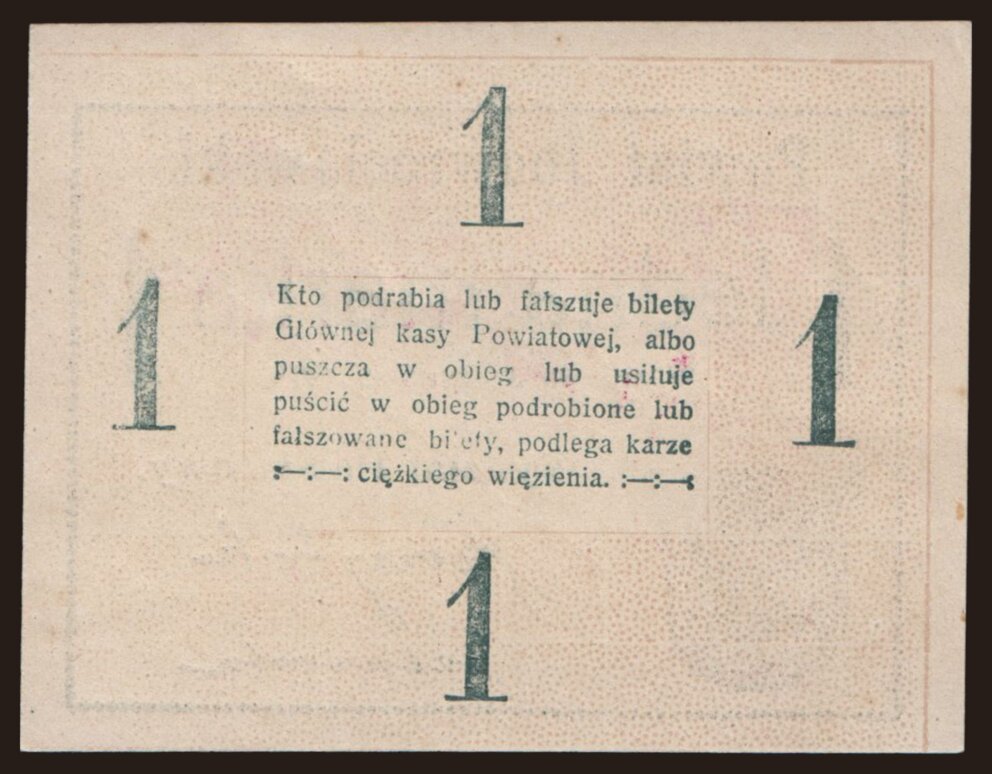 1
1
Kto podrabia lub fałszuje bilety
Głównej kasy Powiatowej, albo
puszcza w obieg lub usiłuje
puścić w obieg podrobione lub
fałszowane bilety, podlega karze
:—:—: ciężkiego więzienia. :—:—:
1
1